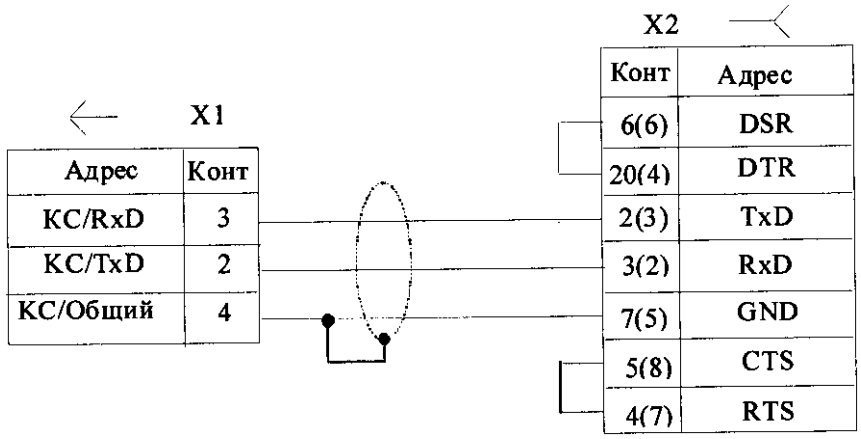 X2
Конт Адрес
6(6) DSR
20(4) DTR
2(3) TxD
3(2) RxD
7(5) GND
5(8) CTS
4(7) RTS
X1
Адрес Конт
КС/RxD 3
КС/TxD 2
КС/Общий 4